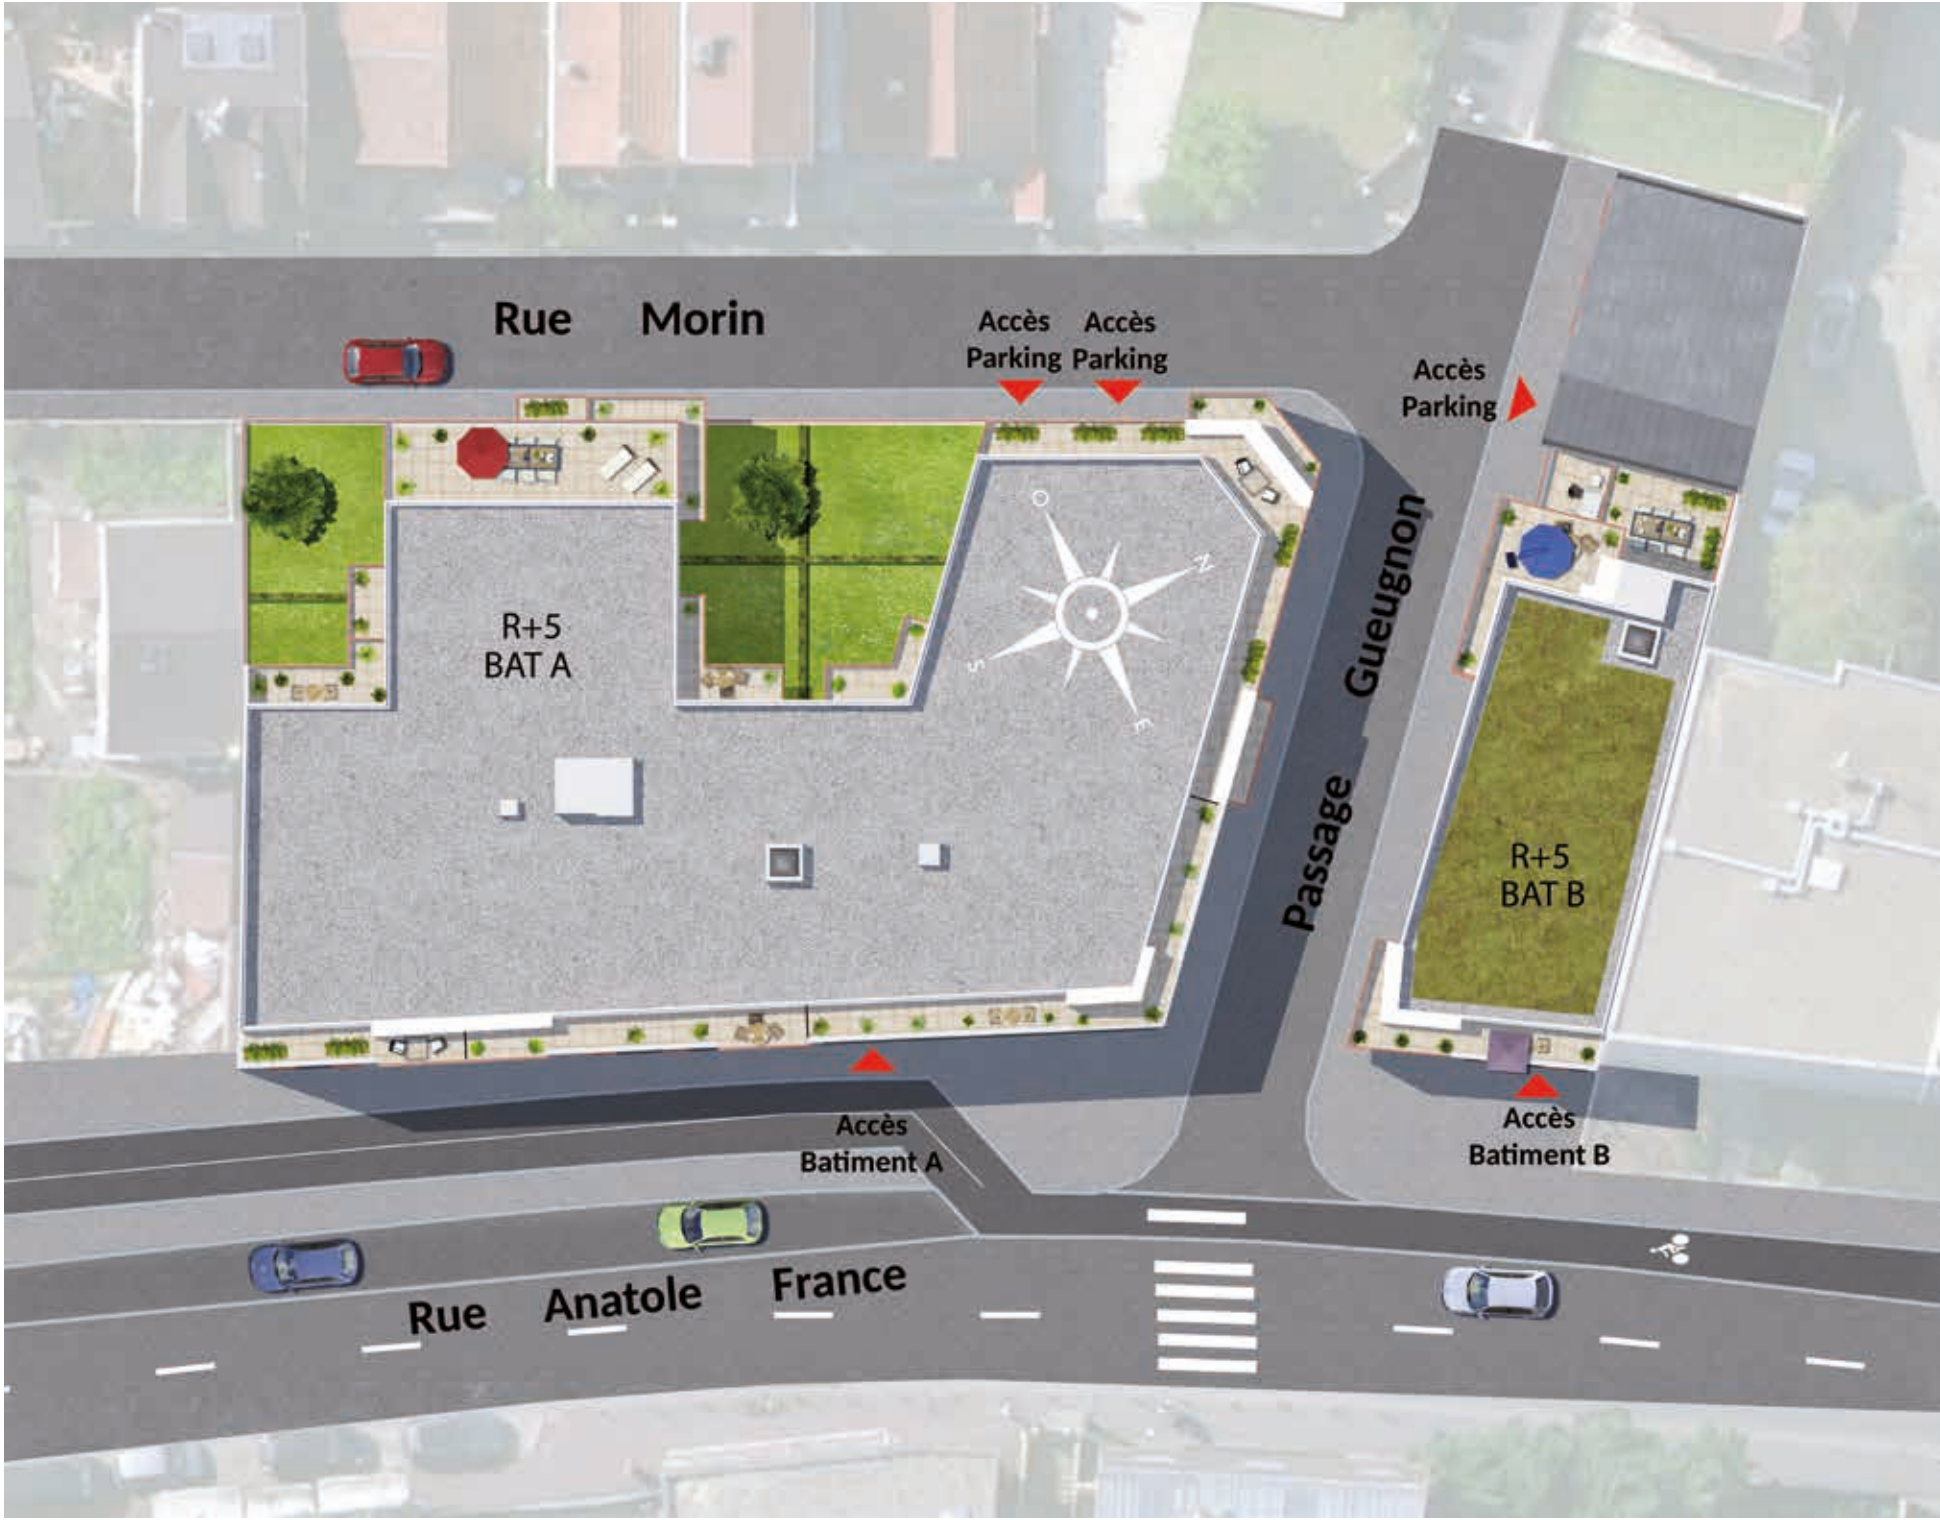 Rue Morin
Accès
Parking
Accès
Parking
Accès
Parking
O
N
S
E
R+5
BAT A
Passage Gueugnon
R+5
BAT B
Accès
Batiment A
Accès
Batiment B
Rue Anatole France